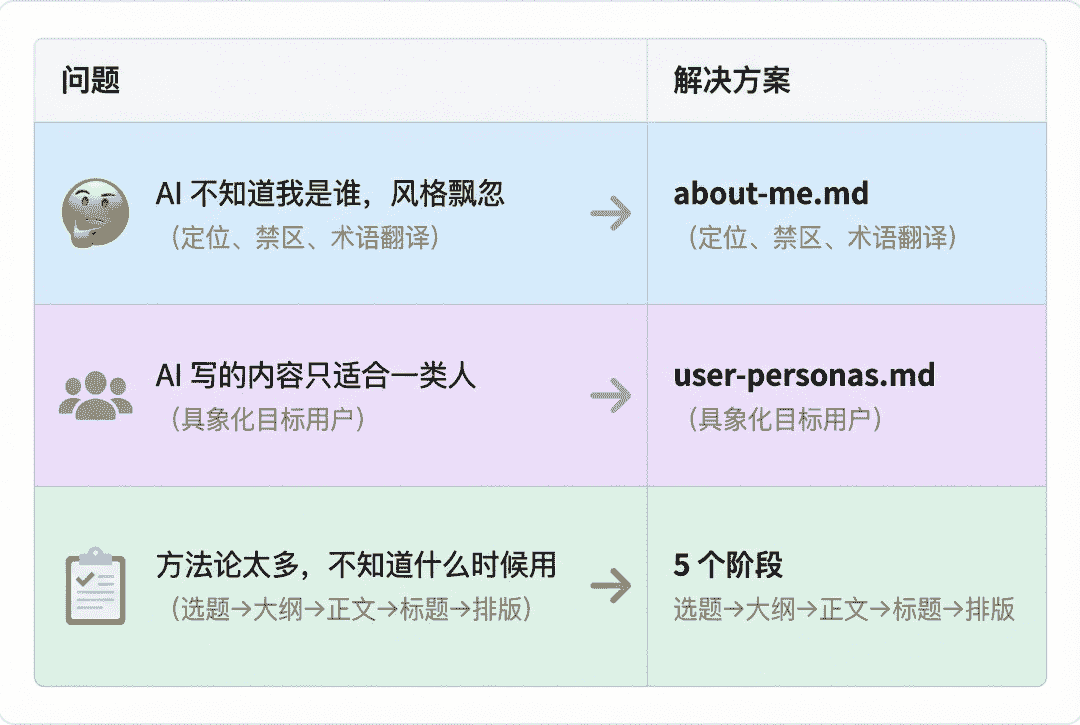 问题
解决方案
AI 不知道我是谁，风格飘忽
（定位、禁区、术语翻译）
about-me.md
（定位、禁区、术语翻译）
AI 写的内容只适合一类人
（具象化目标用户）
user-personas.md
（具象化目标用户）
方法论太多，不知道什么时候用
（选题→大纲→正文→标题→排版）
5 个阶段
选题→大纲→正文→标题→排版